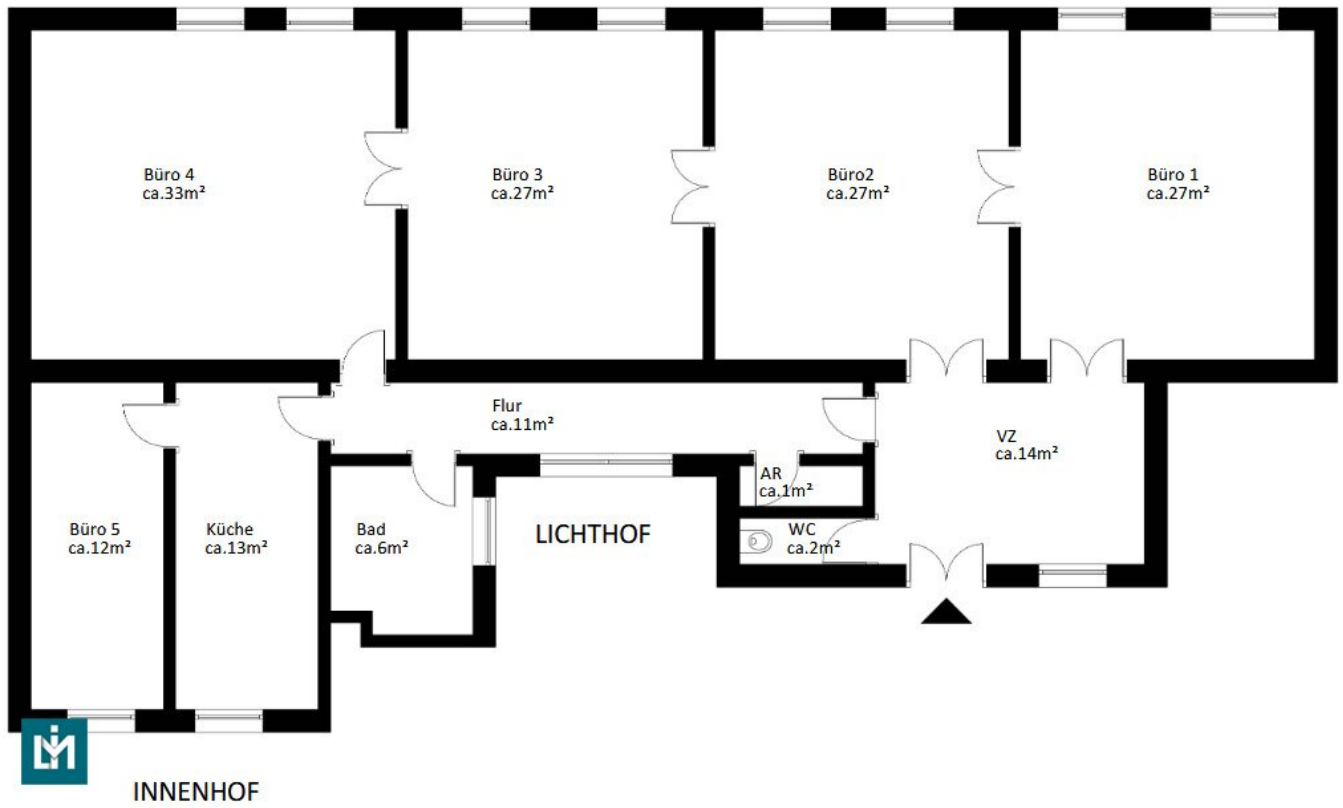 Büro 4
ca.33m²
Büro 3
ca.27m²
Büro2
ca.27m²
Büro 1
ca.27m²
Flur
ca.11m²
VZ
ca.14m²
AR
ca.1m²
Büro 5
ca.12m²
Küche
ca.13m²
Bad
ca.6m²
LICHTHOF
WC
ca.2m²
LiM
INNENHOF